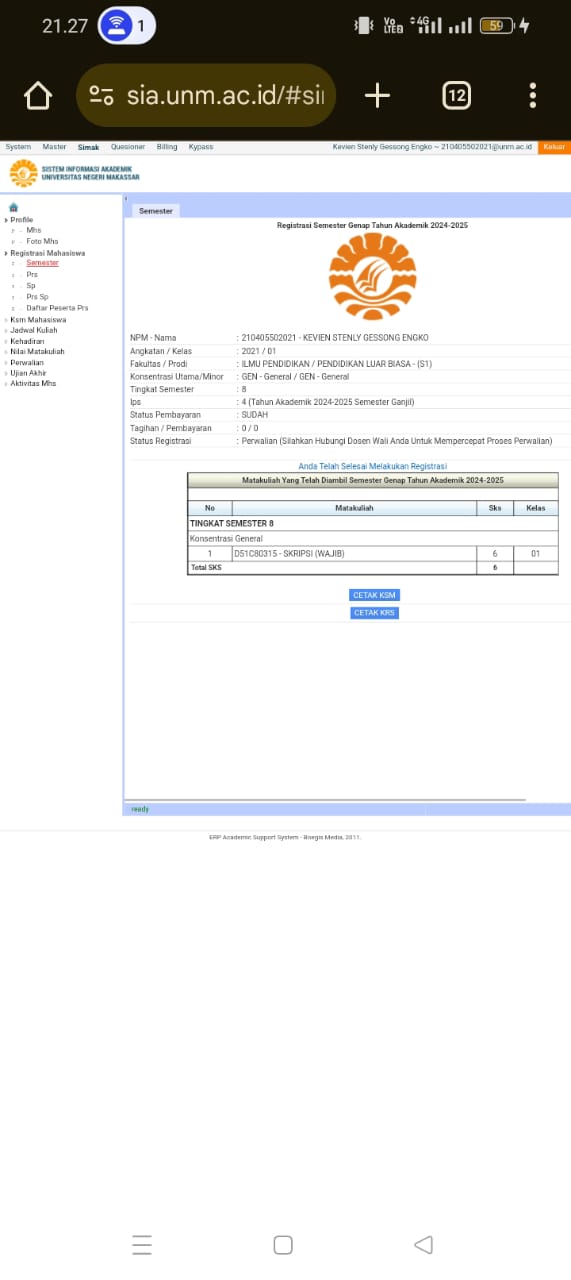 21.27 1 Vo LTE2 4G 59
sia.unm.ac.id/#si 12
System Master Simak Quesioner Billing Kypass Kevien Stenly Gessong Engko ~ 210405502021@unm.ac.id Keluar
SISTEM INFORMASI AKADEMIK
UNIVERSITAS NEGERI MAKASSAR
Profile
Mhs
Foto Mhs
Registrasi Mahasiswa
Semester
Prs
Sp
Prs Sp
Daftar Peserta Prs
Ksm Mahasiswa
Jadwal Kuliah
Kehadiran
Nilai Matakuliah
Perwalian
Ujian Akhir
Aktivitas Mhs
Semester
Registrasi Semester Genap Tahun Akademik 2024-2025
NPM - Nama : 210405502021 - KEVIEN STENLY GESSONG ENGKO
Angkatan / Kelas : 2021 / 01
Fakultas / Prodi : ILMU PENDIDIKAN / PENDIDIKAN LUAR BIASA - (S1)
Konsentrasi Utama/Minor : GEN - General / GEN - General
Tingkat Semester : 8
Ips : 4 (Tahun Akademik 2024-2025 Semester Ganjil)
Status Pembayaran : SUDAH
Tagihan / Pembayaran : 0 / 0
Status Registrasi : Perwalian (Silahkan Hubungi Dosen Wali Anda Untuk Mempercepat Proses Perwalian)
Anda Telah Selesai Melakukan Registrasi
Matakuliah Yang Telah Diambil Semester Genap Tahun Akademik 2024-2025
No Matakuliah Sks Kelas
TINGKAT SEMESTER 8
Konsentrasi General
1 D51C80315 - SKRIPSI (WAJIB) 6 01
Total SKS 6
CETAK KSM
CETAK KRS
ready
ERP Academic Support System - Bsegis Media, 2011.